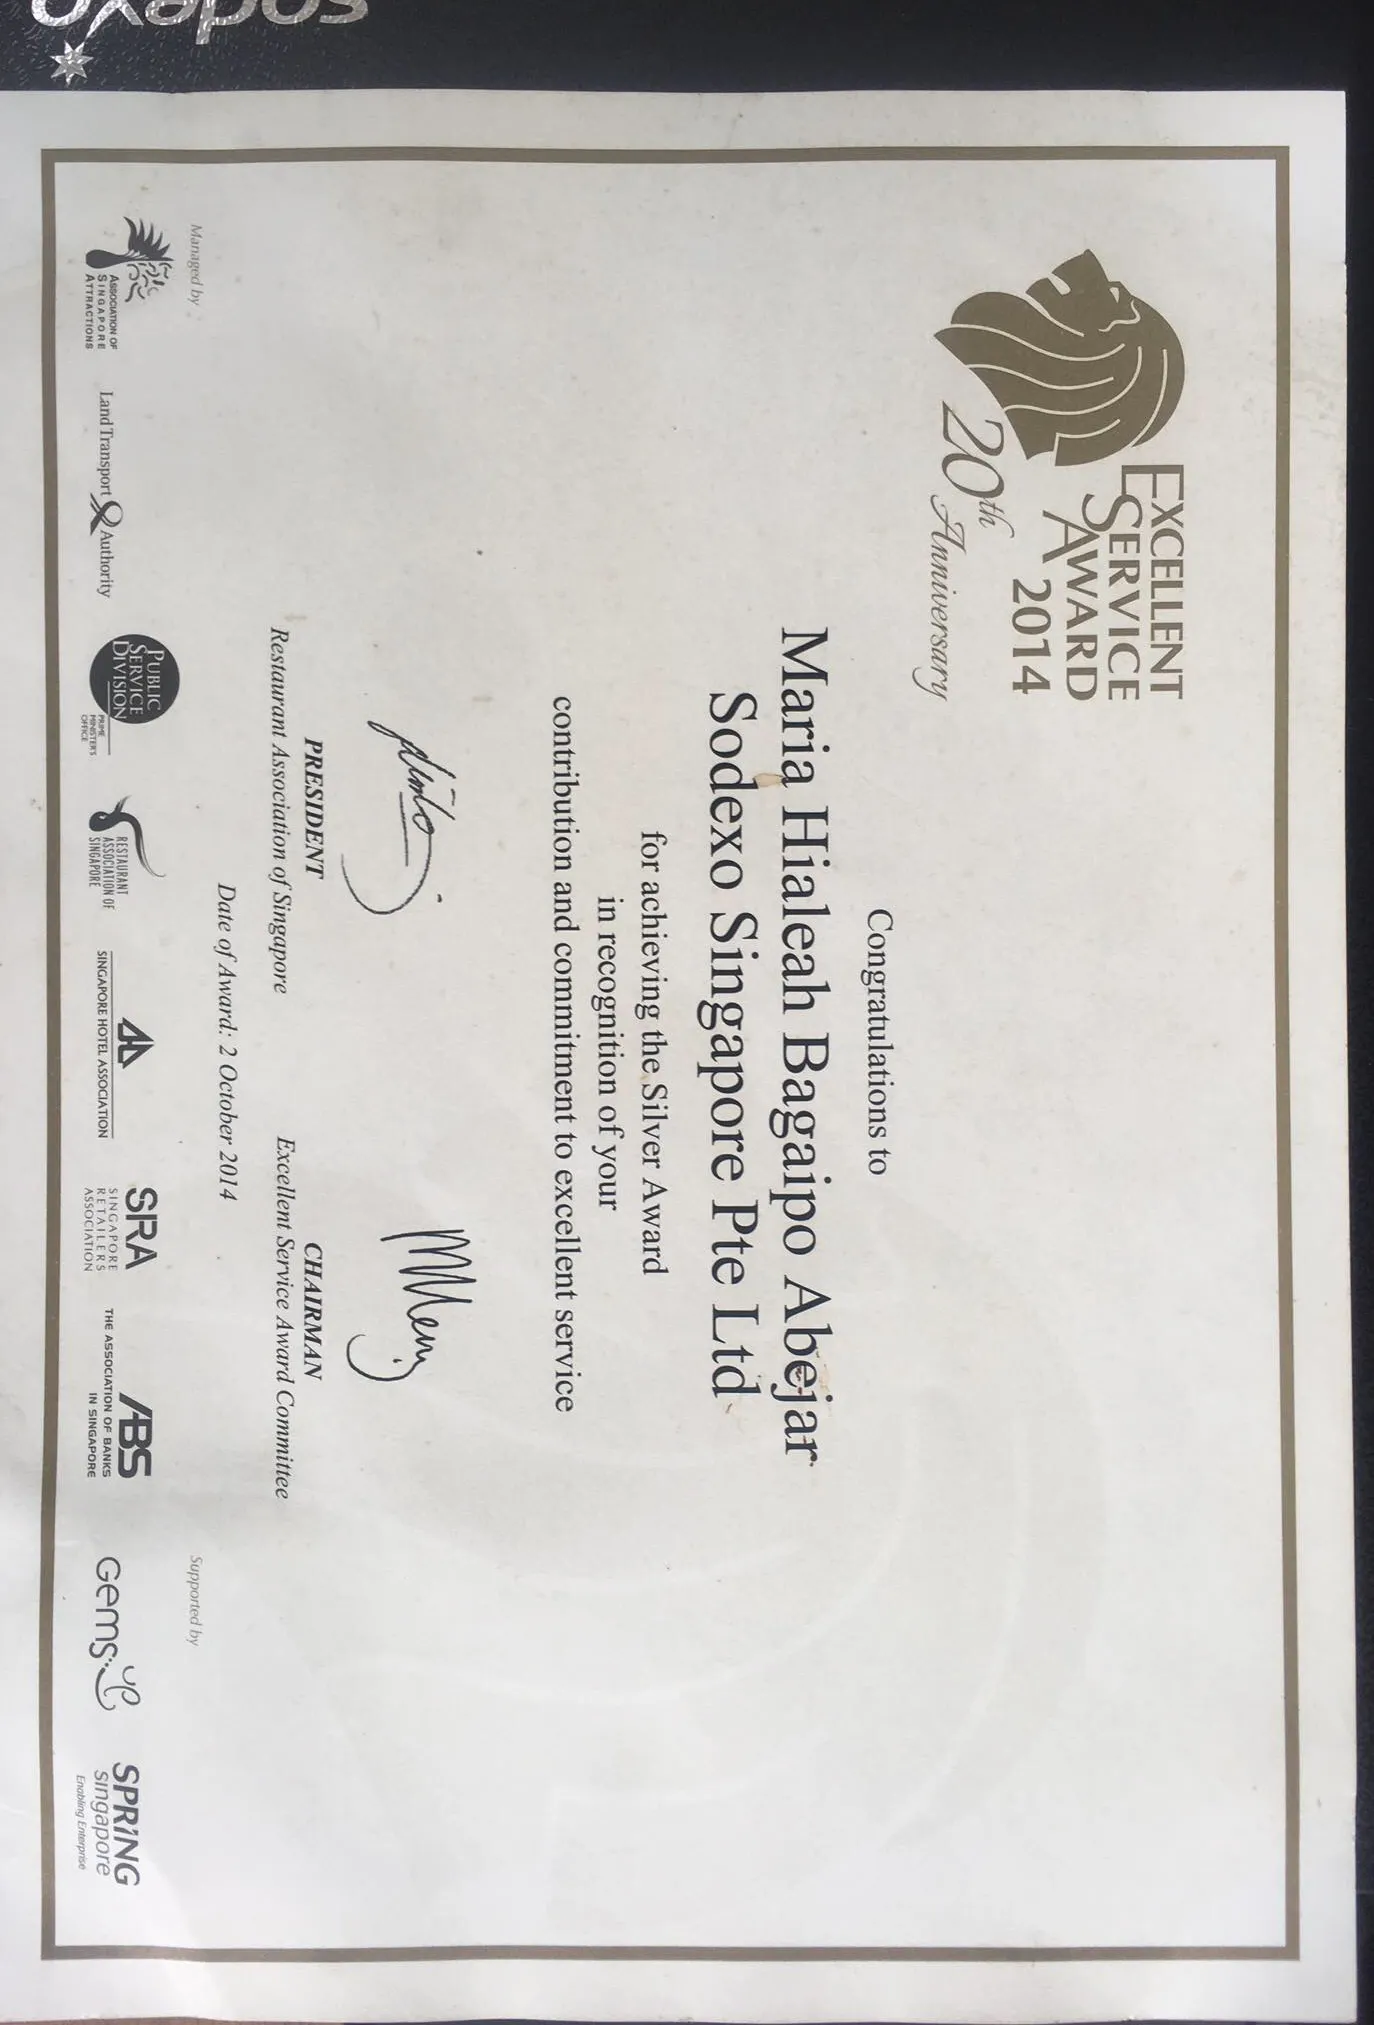 sodexo
EXCELLENT
SERVICE
AWARD
2014
20th Anniversary
Congratulations to
Maria Hialeah Bagaipo Abejar
Sodexo Singapore Pte Ltd
for achieving the Silver Award
in recognition of your
contribution and commitment to excellent service
PRESIDENT
Restaurant Association of Singapore
CHAIRMAN
Excellent Service Award Committee
Date of Award: 2 October 2014
Managed by
ASSOCIATION OF
SINGAPORE
ATTRACTIONS
Land Transport Authority
PUBLIC
SERVICE
DIVISION
PRIME
MINISTER'S
OFFICE
RESTAURANT
ASSOCIATION OF
SINGAPORE
SINGAPORE HOTEL ASSOCIATION
SRA
SINGAPORE
RETAILERS
ASSOCIATION
ABS
THE ASSOCIATION OF BANKS
IN SINGAPORE
Supported by
Gems
SPRING
singapore
Enabling Enterprise